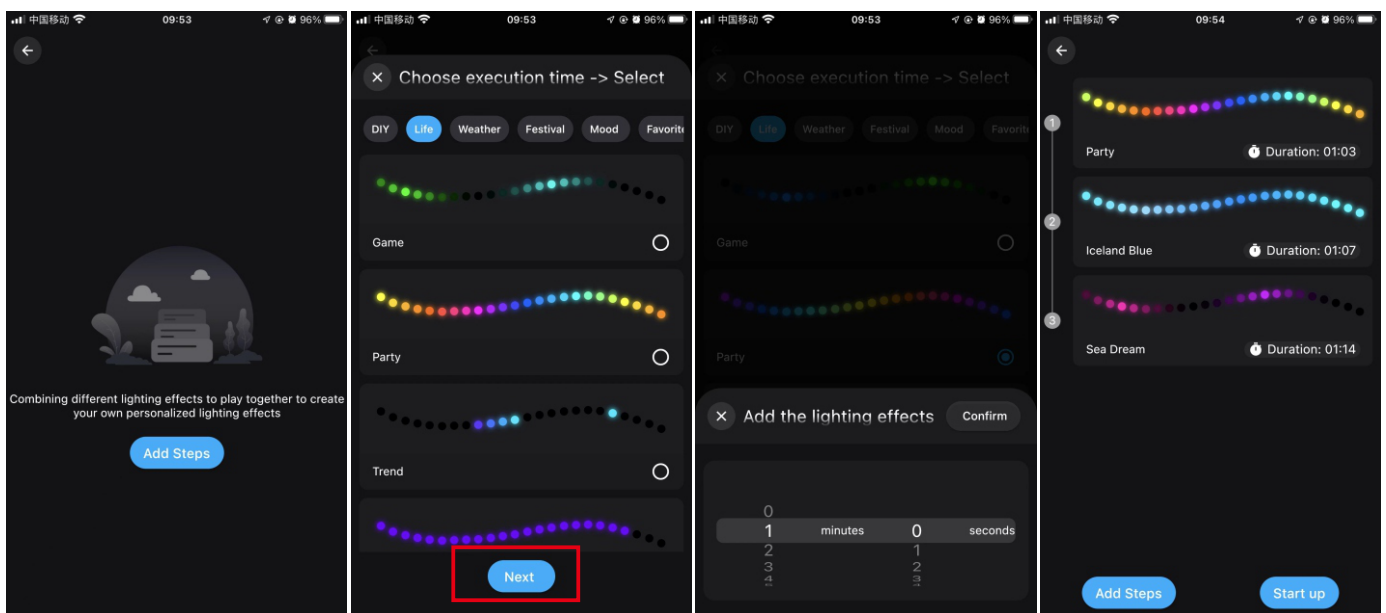 中国移动 09:53 96%
Combining different lighting effects to play together to create
your own personalized lighting effects
Add Steps
中国移动 09:53 96%
Choose execution time -> Select
DIY Life Weather Festival Mood Favorite
Game
Party
Trend
Next
中国移动 09:53 96%
Choose execution time -> Select
DIY Life Weather Festival Mood Favorite
Game
Party
Add the lighting effects Confirm
0
1 minutes 0 seconds
2 1
3 2
4 3
中国移动 09:54 96%
1
Party Duration: 01:03
2
Iceland Blue Duration: 01:07
3
Sea Dream Duration: 01:14
Add Steps Start up